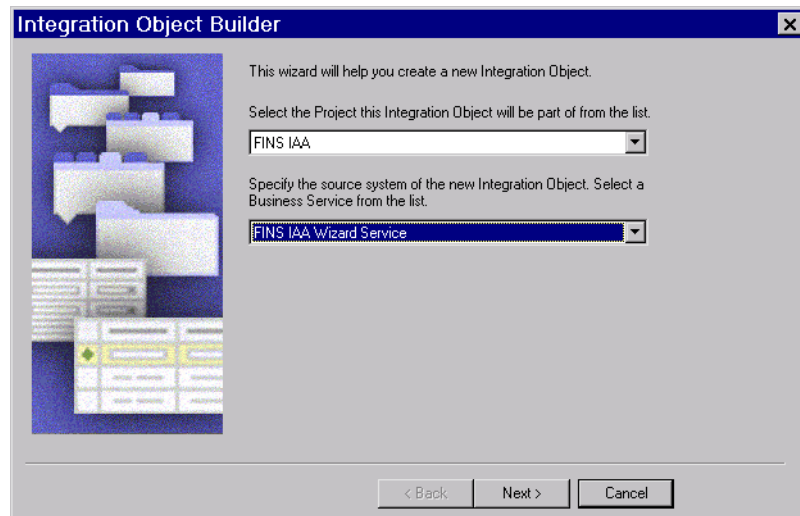 Integration Object Builder
This wizard will help you create a new Integration Object.
Select the Project this Integration Object will be part of from the list.
FINS IAA
Specify the source system of the new Integration Object. Select a
Business Service from the list.
FINS IAA Wizard Service
< Back
Next >
Cancel